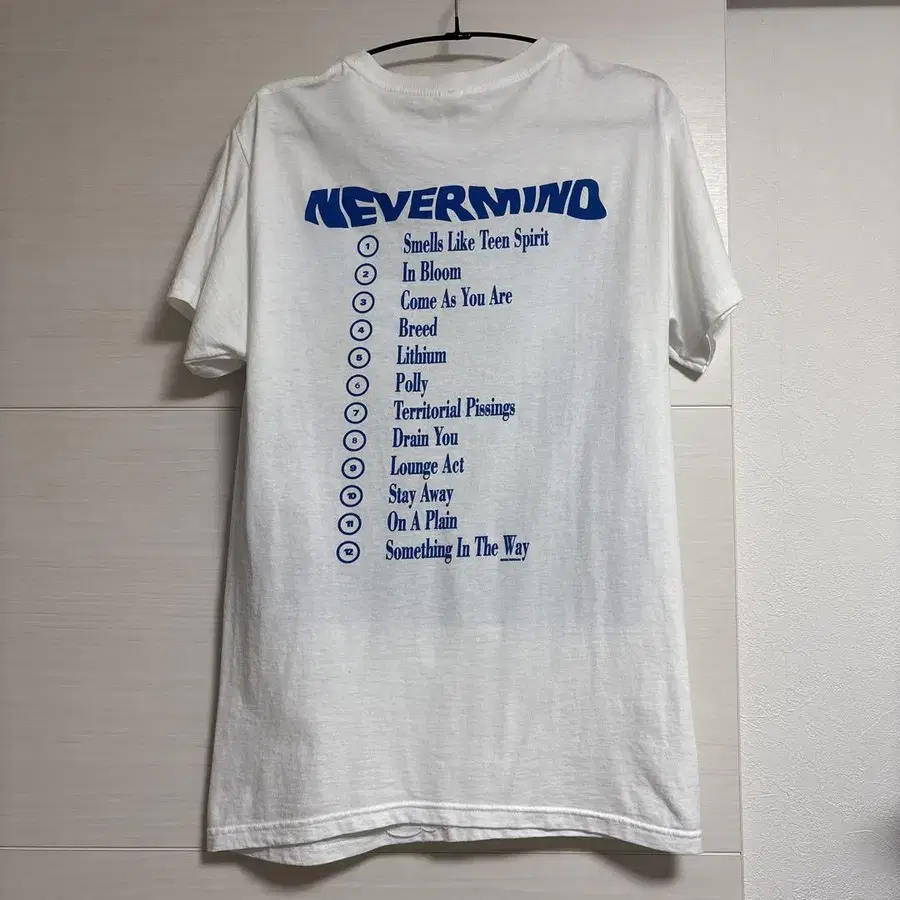 NEVERMIND
1 Smells Like Teen Spirit
2 In Bloom
3 Come As You Are
4 Breed
5 Lithium
6 Polly
7 Territorial Pissings
8 Drain You
9 Lounge Act
10 Stay Away
11 On A Plain
12 Something In The Way